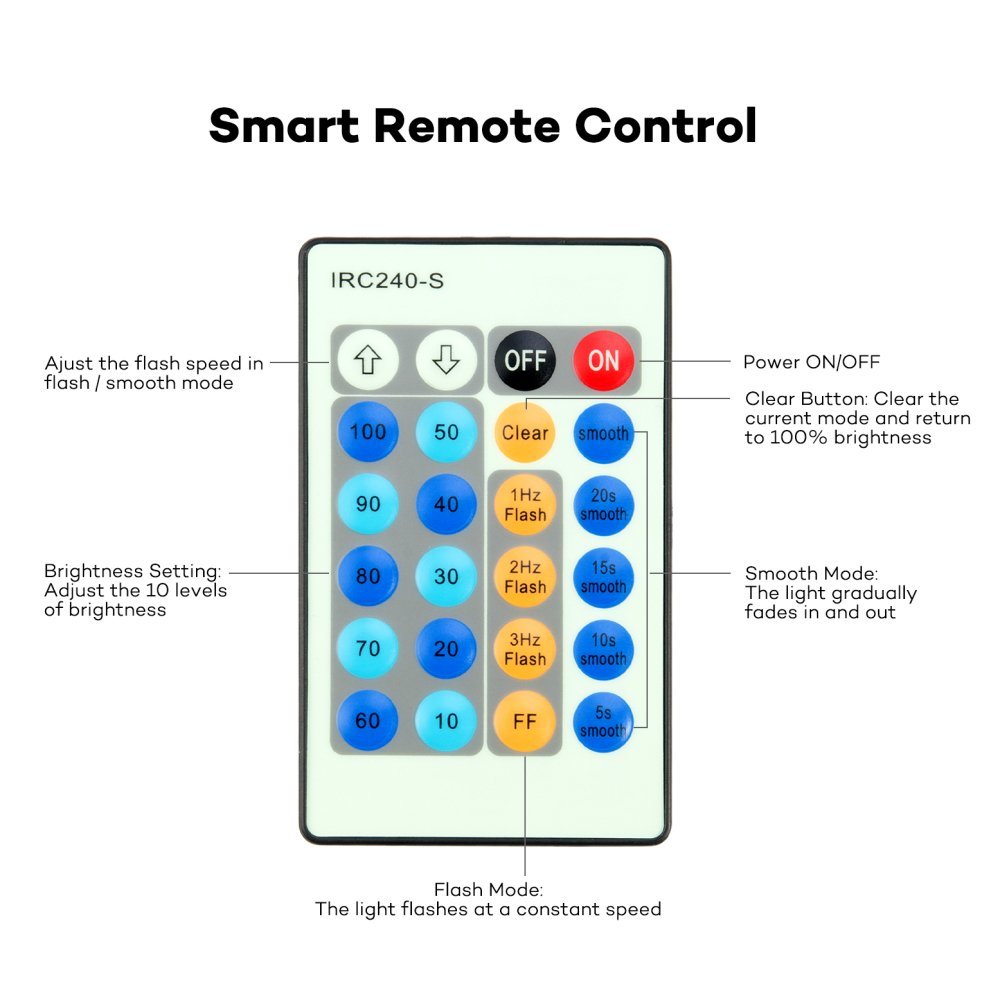 Smart Remote Control
IRC240-S
Ajust the flash speed in
flash / smooth mode
OFF
ON
Power ON/OFF
Clear Button: Clear the
current mode and return
to 100% brightness
100
50
Clear
smooth
90
40
1Hz
Flash
20s
smooth
Brightness Setting:
Adjust the 10 levels
of brightness
80
30
2Hz
Flash
15s
smooth
Smooth Mode:
The light gradually
fades in and out
70
20
3Hz
Flash
10s
smooth
60
10
FF
5s
smooth
Flash Mode:
The light flashes at a constant speed